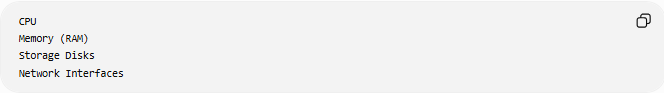 CPU
Memory (RAM)
Storage Disks
Network Interfaces